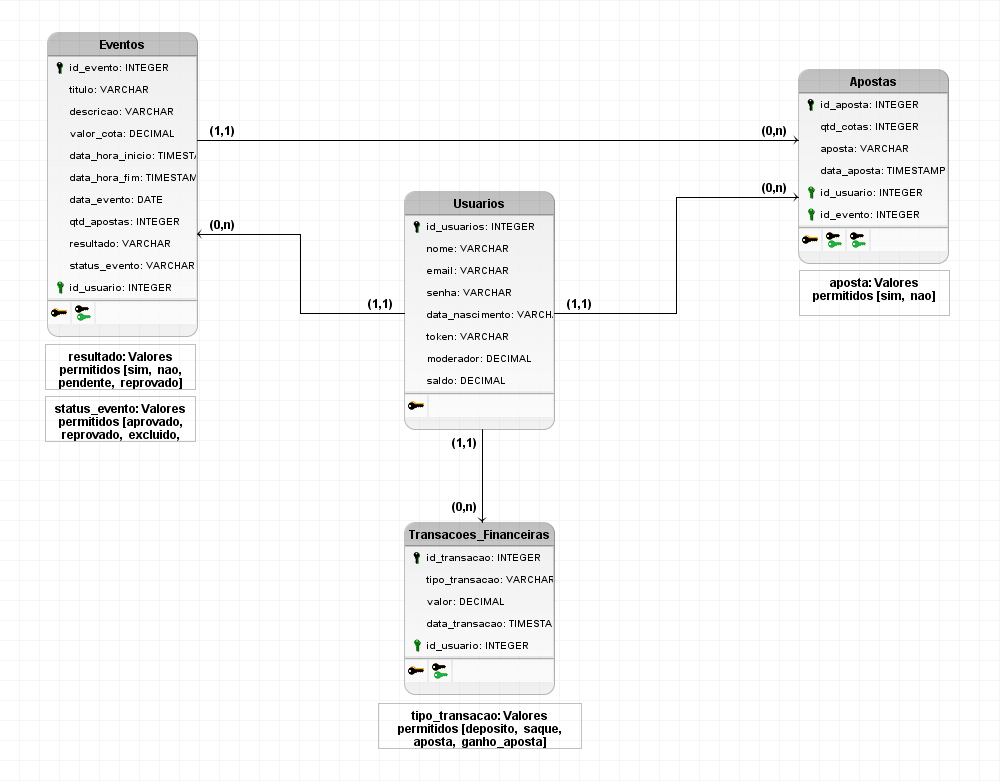 Eventos
id_evento: INTEGER
titulo: VARCHAR
descricao: VARCHAR
valor_cota: DECIMAL
data_hora_inicio: TIMESTA
data_hora_fim: TIMESTAM
data_evento: DATE
qtd_apostas: INTEGER
resultado: VARCHAR
status_evento: VARCHAR
id_usuario: INTEGER
resultado: Valores
permitidos [sim, nao,
pendente, reprovado]
status_evento: Valores
permitidos [aprovado,
reprovado, excluido,
(1,1)
(0,n)
(0,n)
(1,1)
Usuarios
id_usuarios: INTEGER
nome: VARCHAR
email: VARCHAR
senha: VARCHAR
data_nascimento: VARCH
token: VARCHAR
moderador: DECIMAL
saldo: DECIMAL
(1,1)
(0,n)
Apostas
id_aposta: INTEGER
qtd_cotas: INTEGER
aposta: VARCHAR
data_aposta: TIMESTAMP
id_usuario: INTEGER
id_evento: INTEGER
aposta: Valores
permitidos [sim, nao]
(1,1)
(0,n)
Transacoes_Financeiras
id_transacao: INTEGER
tipo_transacao: VARCHAR
valor: DECIMAL
data_transacao: TIMESTA
id_usuario: INTEGER
tipo_transacao: Valores
permitidos [deposito, saque,
aposta, ganho_aposta]